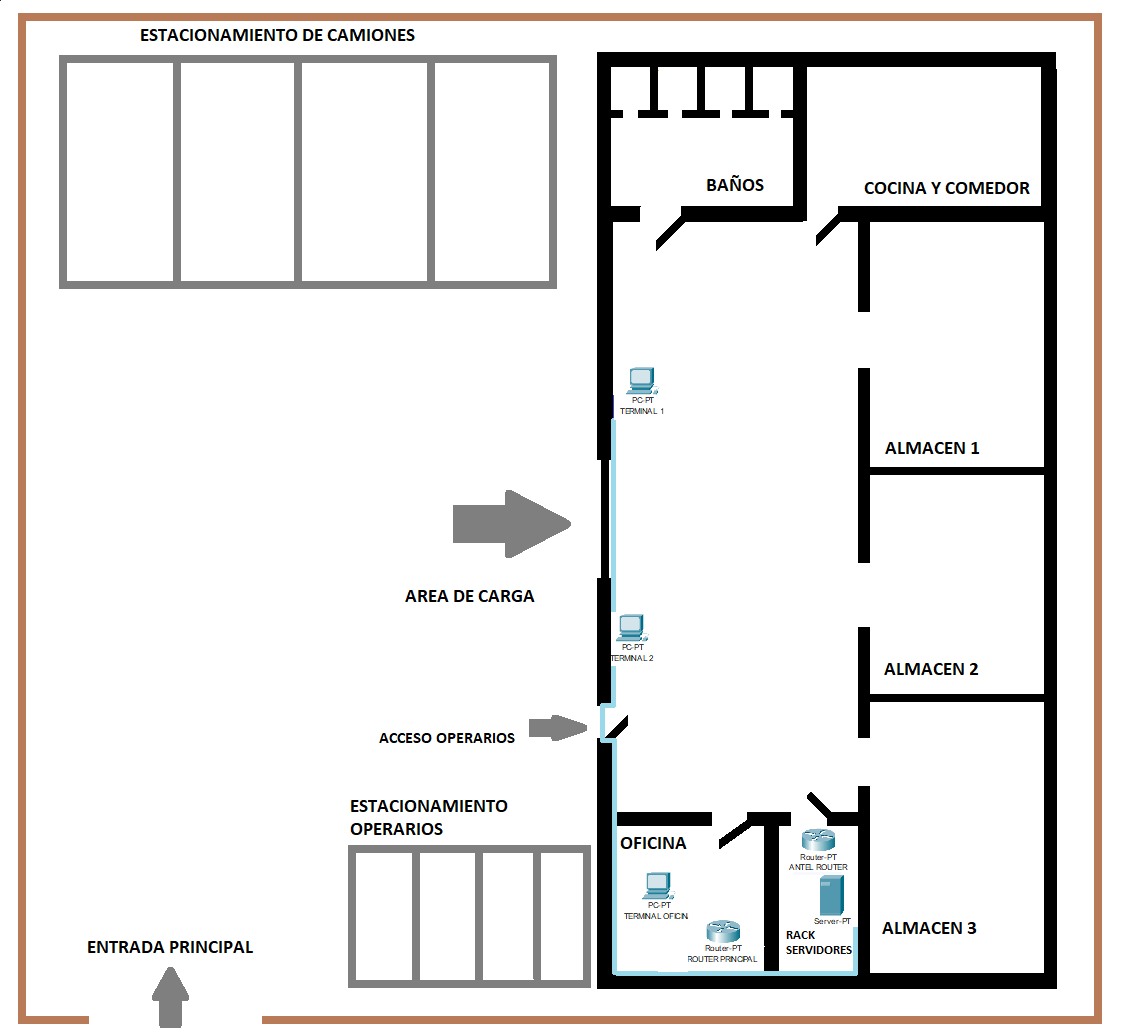 ESTACIONAMIENTO DE CAMIONES
BAÑOS
COCINA Y COMEDOR
PC-PT
TERMINAL 1
ALMACEN 1
AREA DE CARGA
PC-PT
TERMINAL 2
ALMACEN 2
ACCESO OPERARIOS
ESTACIONAMIENTO
OPERARIOS
OFICINA
Router-PT
ANTEL ROUTER
PC-PT
TERMINAL OFICIN
Server-PT
Router-PT
ROUTER PRINCIPAL
RACK
SERVIDORES
ALMACEN 3
ENTRADA PRINCIPAL